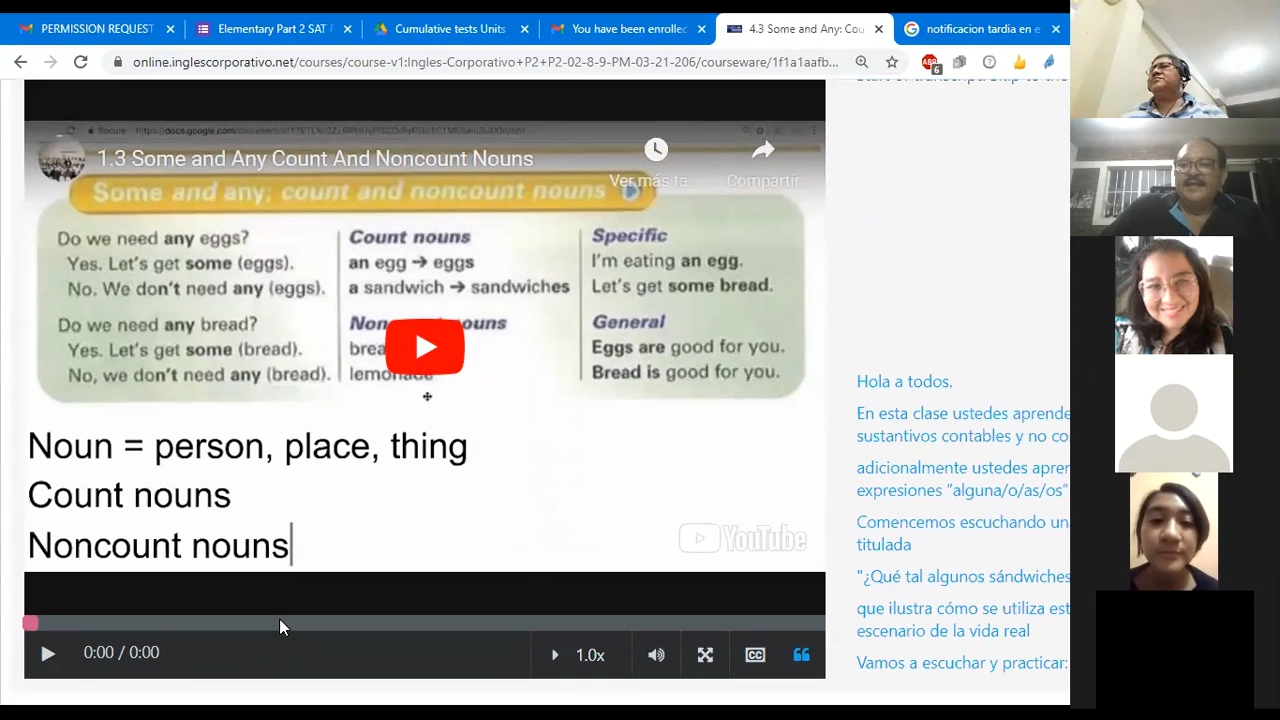 PERMISSION REQUEST
Elementary Part 2 SAT F
Cumulative tests Units
You have been enrolle
4.3 Some and Any: Cou
notificacion tardia en e
online.inglescorporativo.net/courses/course-v1:Ingles-Corporativo+P2+P2-02-8-9-PM-03-21-206/courseware/1f1a1aafb...
ABP
6
1.3 Some and Any Count And Noncount Nouns
Ver más ta...
Compartir
Some and any; count and noncount nouns
Do we need any eggs?
Yes. Let's get some (eggs).
No. We don't need any (eggs).
Do we need any bread?
Yes. Let's get some (bread).
No, we don't need any (bread).
Count nouns
an egg → eggs
a sandwich → sandwiches
nouns
lemonade
Specific
I'm eating an egg.
Let's get some bread.
General
Eggs are good for you.
Bread is good for you.
Noun = person, place, thing
Count nouns
Noncount nouns
YouTube
0:00 / 0:00
1.0x
CC
Hola a todos.
En esta clase ustedes aprende
sustantivos contables y no co
adicionalmente ustedes apren
expresiones "alguna/o/as/os"
Comencemos escuchando una
titulada
"¿Qué tal algunos sándwiches
que ilustra cómo se utiliza est
escenario de la vida real
Vamos a escuchar y practicar: